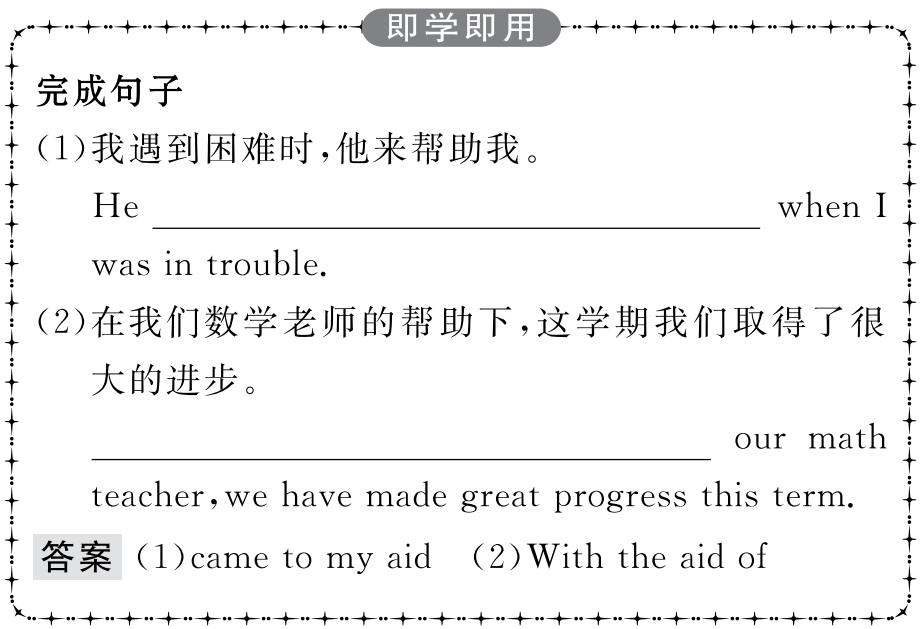 即学即用
完成句子
(1)我遇到困难时,他来帮助我。
He ______ when I
was in trouble.
(2)在我们数学老师的帮助下,这学期我们取得了很
大的进步。
______ our math
teacher,we have made great progress this term.
答案 (1)came to my aid (2)With the aid of